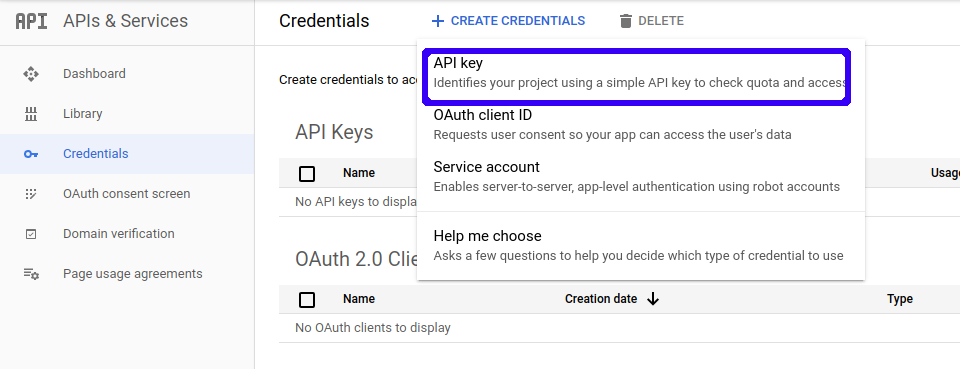 API APIs & Services
Credentials
CREATE CREDENTIALS
DELETE
Dashboard
Library
Credentials
OAuth consent screen
Domain verification
Page usage agreements
Create credentials to
API key
Identifies your project using a simple API key to check quota and access
OAuth client ID
Requests user consent so your app can access the user's data
Service account
Enables server-to-server, app-level authentication using robot accounts
Help me choose
Asks a few questions to help you decide which type of credential to use
API Keys
Name
No API keys to
OAuth 2.0
Name Creation date Type
No OAuth clients to display